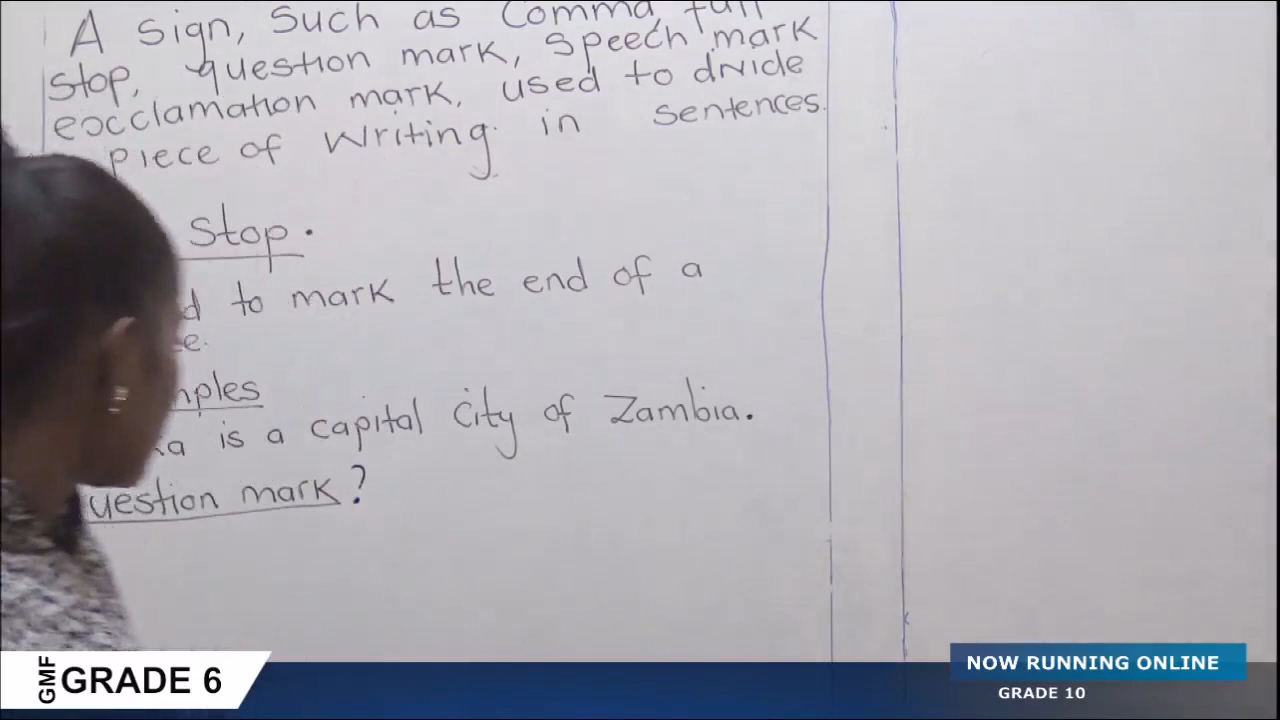 A sign, such as Comma, full
stop, question mark, speech mark
exclamation mark, used to divide
piece of writing in sentences.
stop.
to mark the end of a
is a capital city of Zambia.
uestion mark?
GMF GRADE 6
NOW RUNNING ONLINE
GRADE 10